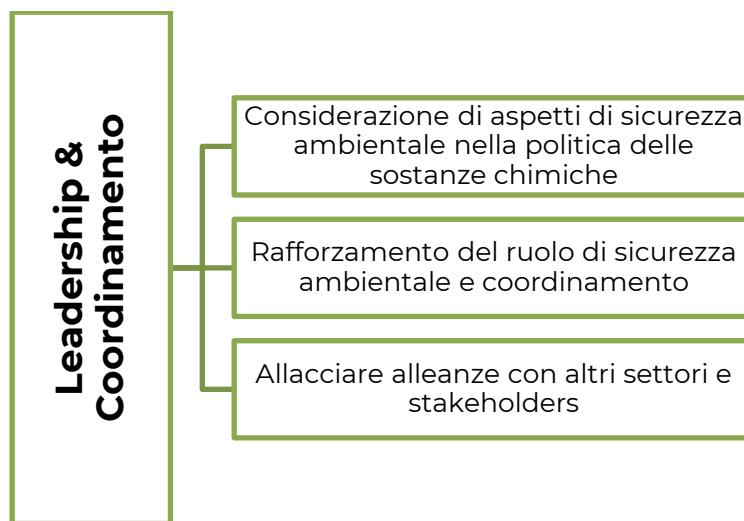 Leadership &
Coordinamento
Considerazione di aspetti di sicurezza
ambientale nella politica delle
sostanze chimiche
Rafforzamento del ruolo di sicurezza
ambientale e coordinamento
Allacciare alleanze con altri settori e
stakeholders